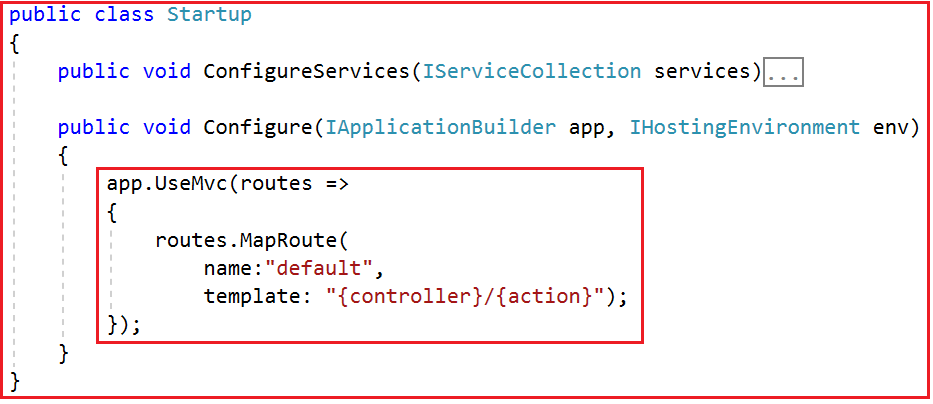 public class Startup
{
public void ConfigureServices(IServiceCollection services)...
public void Configure(IApplicationBuilder app, IHostingEnvironment env)
{
app.UseMvc(routes =>
{
routes.MapRoute(
name:"default",
template: "{controller}/{action}");
});
}
}